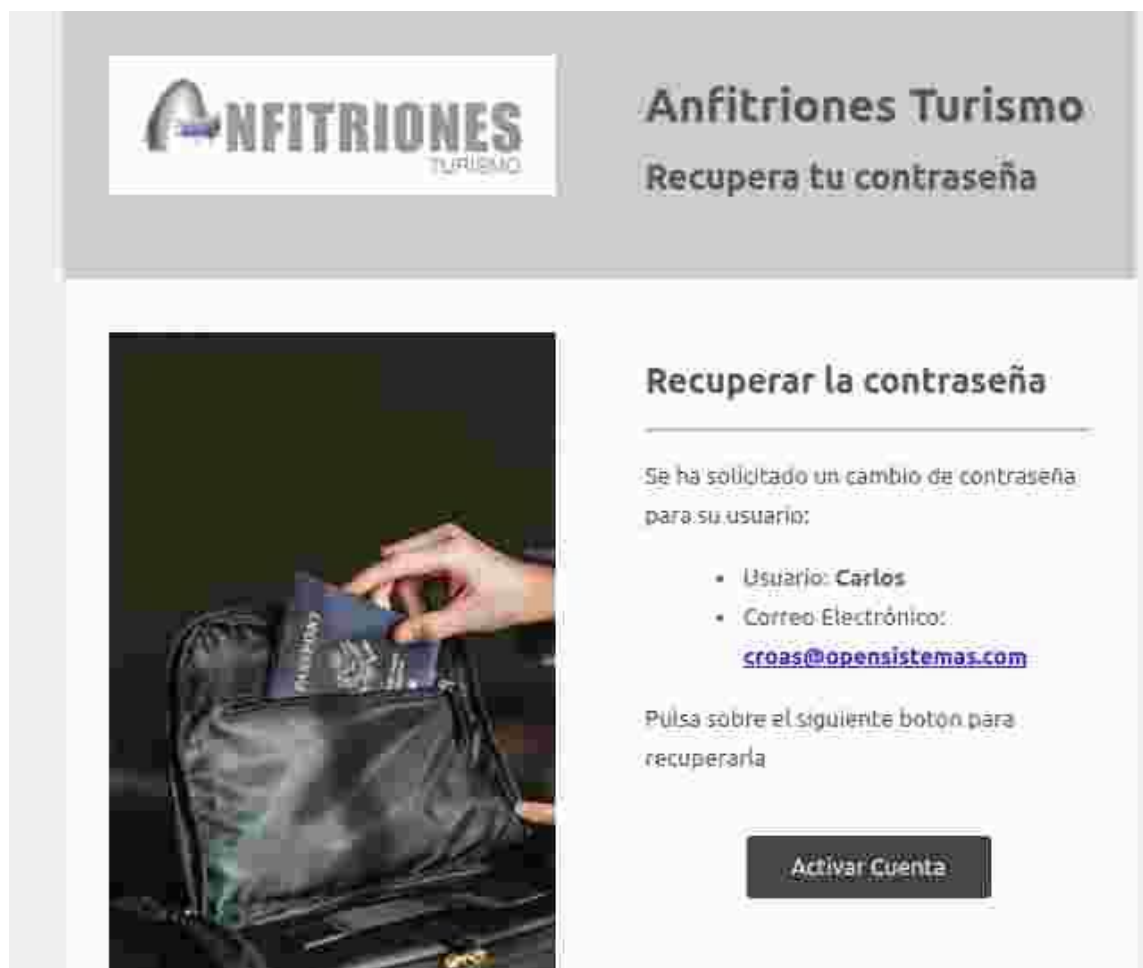 ANFITRIONES
TURISMO
Anfitriones Turismo
Recupera tu contraseña
Recuperar la contraseña
Se ha solicitado un cambio de contraseña
para su usuario:
• Usuario: Carlos
• Correo Electrónico:
croas@opensistemas.com
Pulsa sobre el siguiente botón para
recuperarla
Activar Cuenta